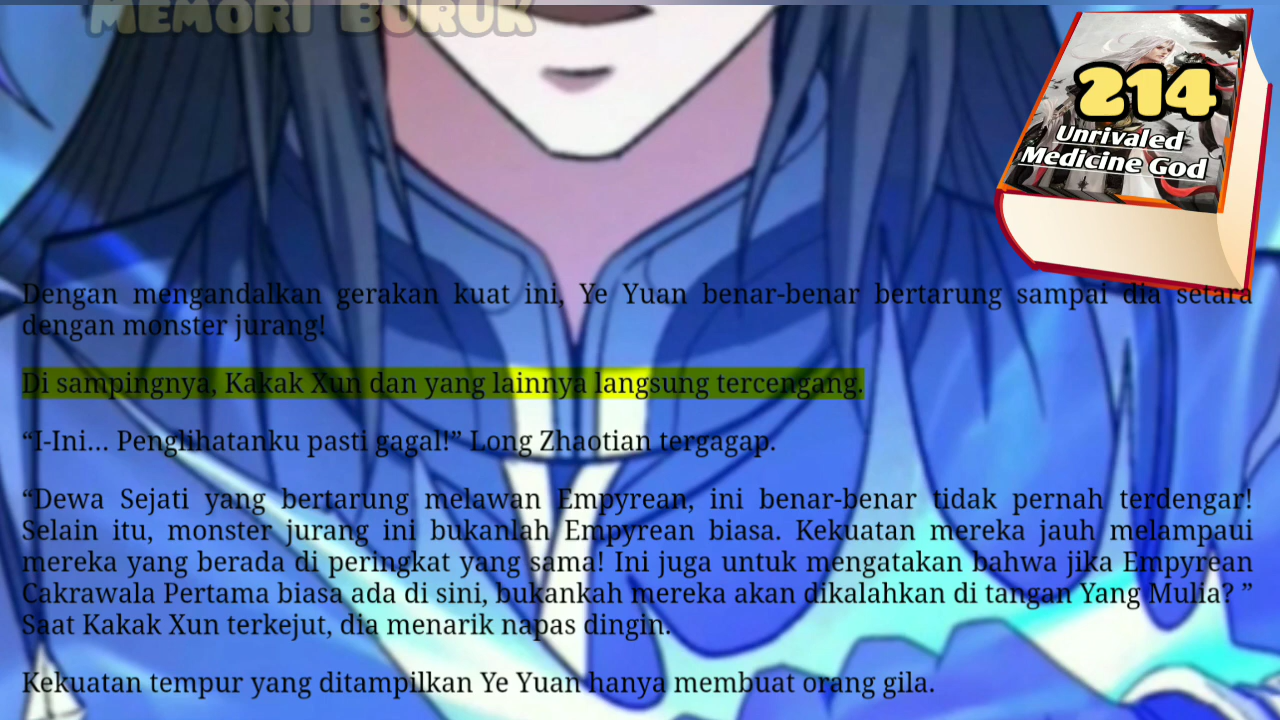 MEMORI BURUK
214
Unrivaled
Medicine God
Dengan mengandalkan gerakan kuat ini, Ye Yuan benar-benar bertarung sampai dia setara
dengan monster jurang!
Di sampingnya, Kakak Xun dan yang lainnya langsung tercengang.
“I-Ini... Penglihatanku pasti gagal!” Long Zhaotian tergagap.
“Dewa Sejati yang bertarung melawan Empyrean, ini benar-benar tidak pernah terdengar!
Selain itu, monster jurang ini bukanlah Empyrean biasa. Kekuatan mereka jauh melampaui
mereka yang berada di peringkat yang sama! Ini juga untuk mengatakan bahwa jika Empyrean
Cakrawala Pertama biasa ada di sini, bukankah mereka akan dikalahkan di tangan Yang Mulia? ”
Saat Kakak Xun terkejut, dia menarik napas dingin.
Kekuatan tempur yang ditampilkan Ye Yuan hanya membuat orang gila.